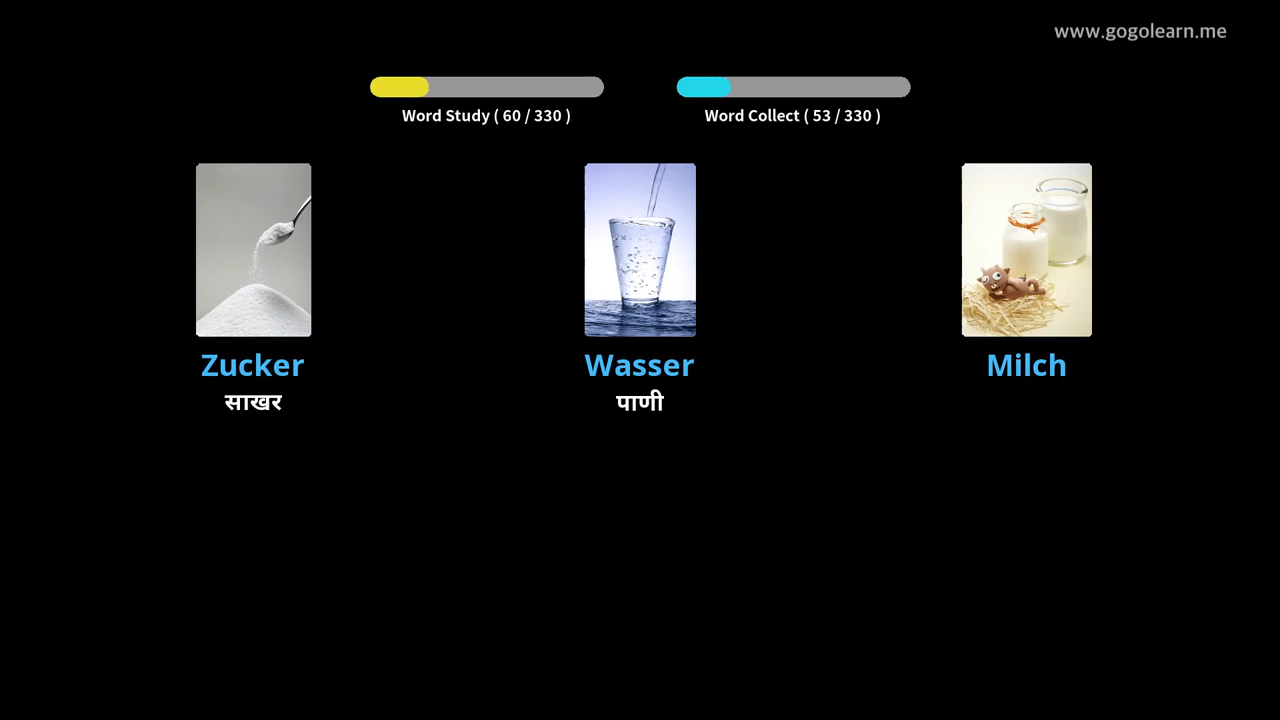 www.gogolearn.me
Word Study ( 60 / 330 )
Word Collect ( 53 / 330 )
Zucker
Wasser
Milch
साखर
पाणी